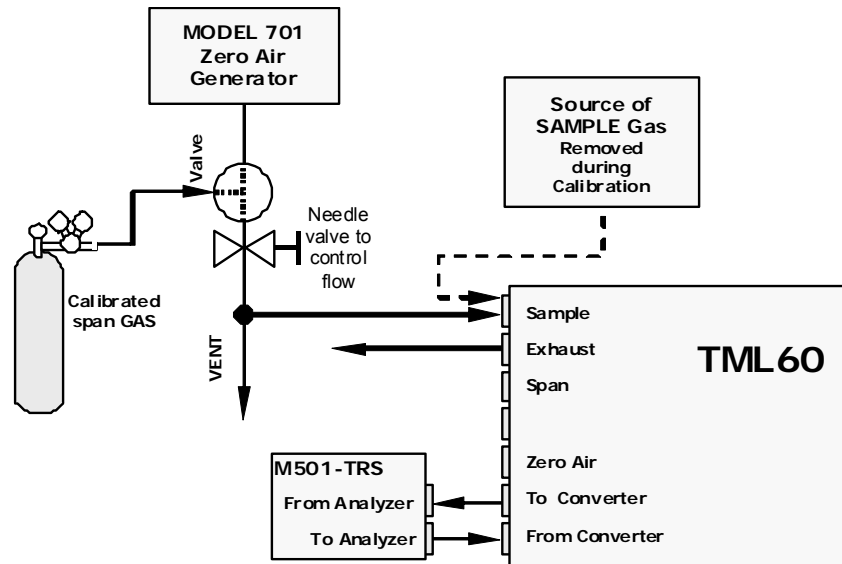 MODEL 701
Zero Air
Generator
Source of
SAMPLE Gas
Removed
during
Calibration
Valve
Needle
valve to
control
flow
Calibrated
span GAS
VENT
Sample
Exhaust
Span
Zero Air
To Converter
From Converter
TML60
M501-TRS
From Analyzer
To Analyzer